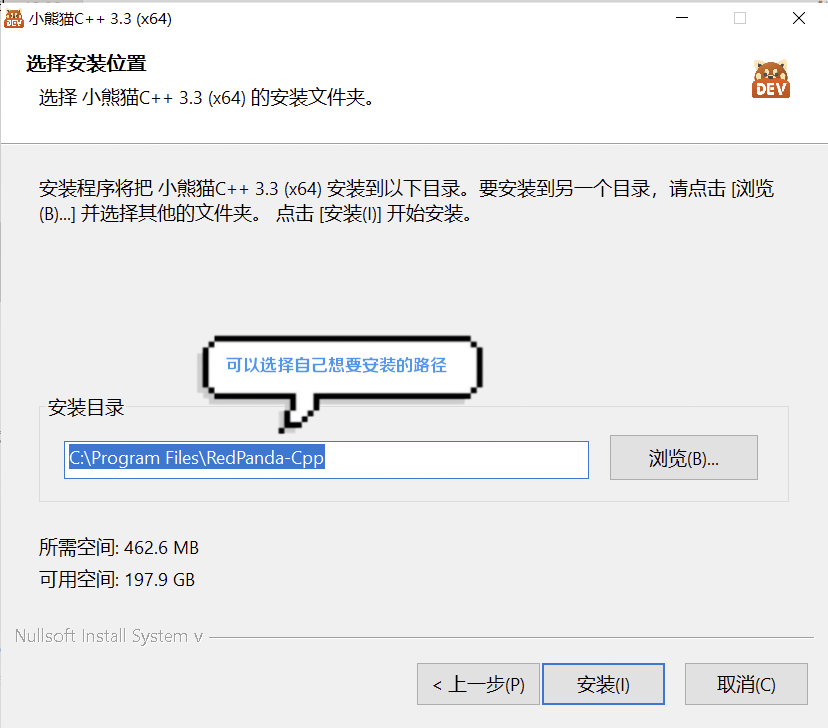 小熊猫C++ 3.3 (x64)
选择安装位置
选择 小熊猫C++ 3.3 (x64) 的安装文件夹。
DEV
安装程序将把 小熊猫C++ 3.3 (x64) 安装到以下目录。要安装到另一个目录，请点击 [浏览
(B)...] 并选择其他的文件夹。 点击 [安装(I)] 开始安装。
可以选择自己想要安装的路径
安装目录
C:\Program Files\RedPanda-Cpp
浏览(B)...
所需空间: 462.6 MB
可用空间: 197.9 GB
Nullsoft Install System v
< 上一步(P)
安装(I)
取消(C)